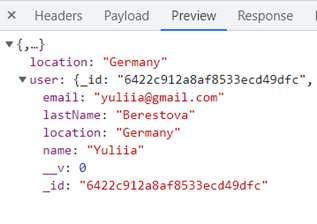 Headers Payload Preview Response
{,…}
location: "Germany"
user: {_id: "6422c912a8af8533ecd49dfc",
email: "yuliia@gmail.com"
lastName: "Berestova"
location: "Germany"
name: "Yuliia"
__v: 0
_id: "6422c912a8af8533ecd49dfc"